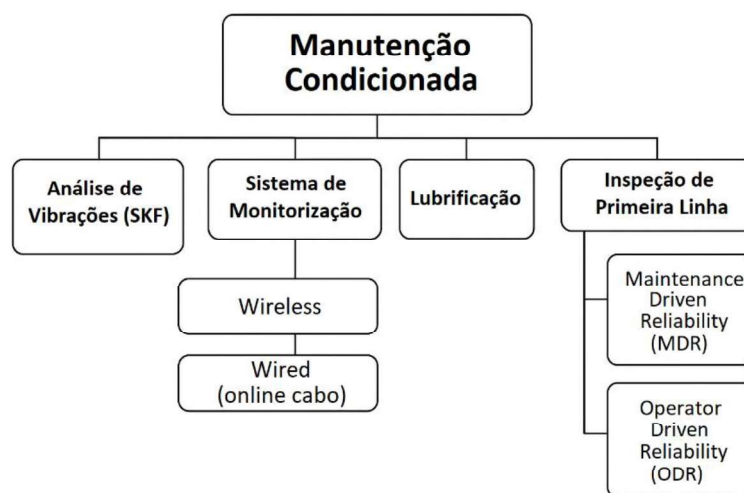 Manutenção
Condicionada
Análise de
Vibrações (SKF)
Sistema de
Monitorização
Lubrificação
Inspeção de
Primeira Linha
Wireless
Wired
(online cabo)
Maintenance
Driven
Reliability
(MDR)
Operator
Driven
Reliability
(ODR)